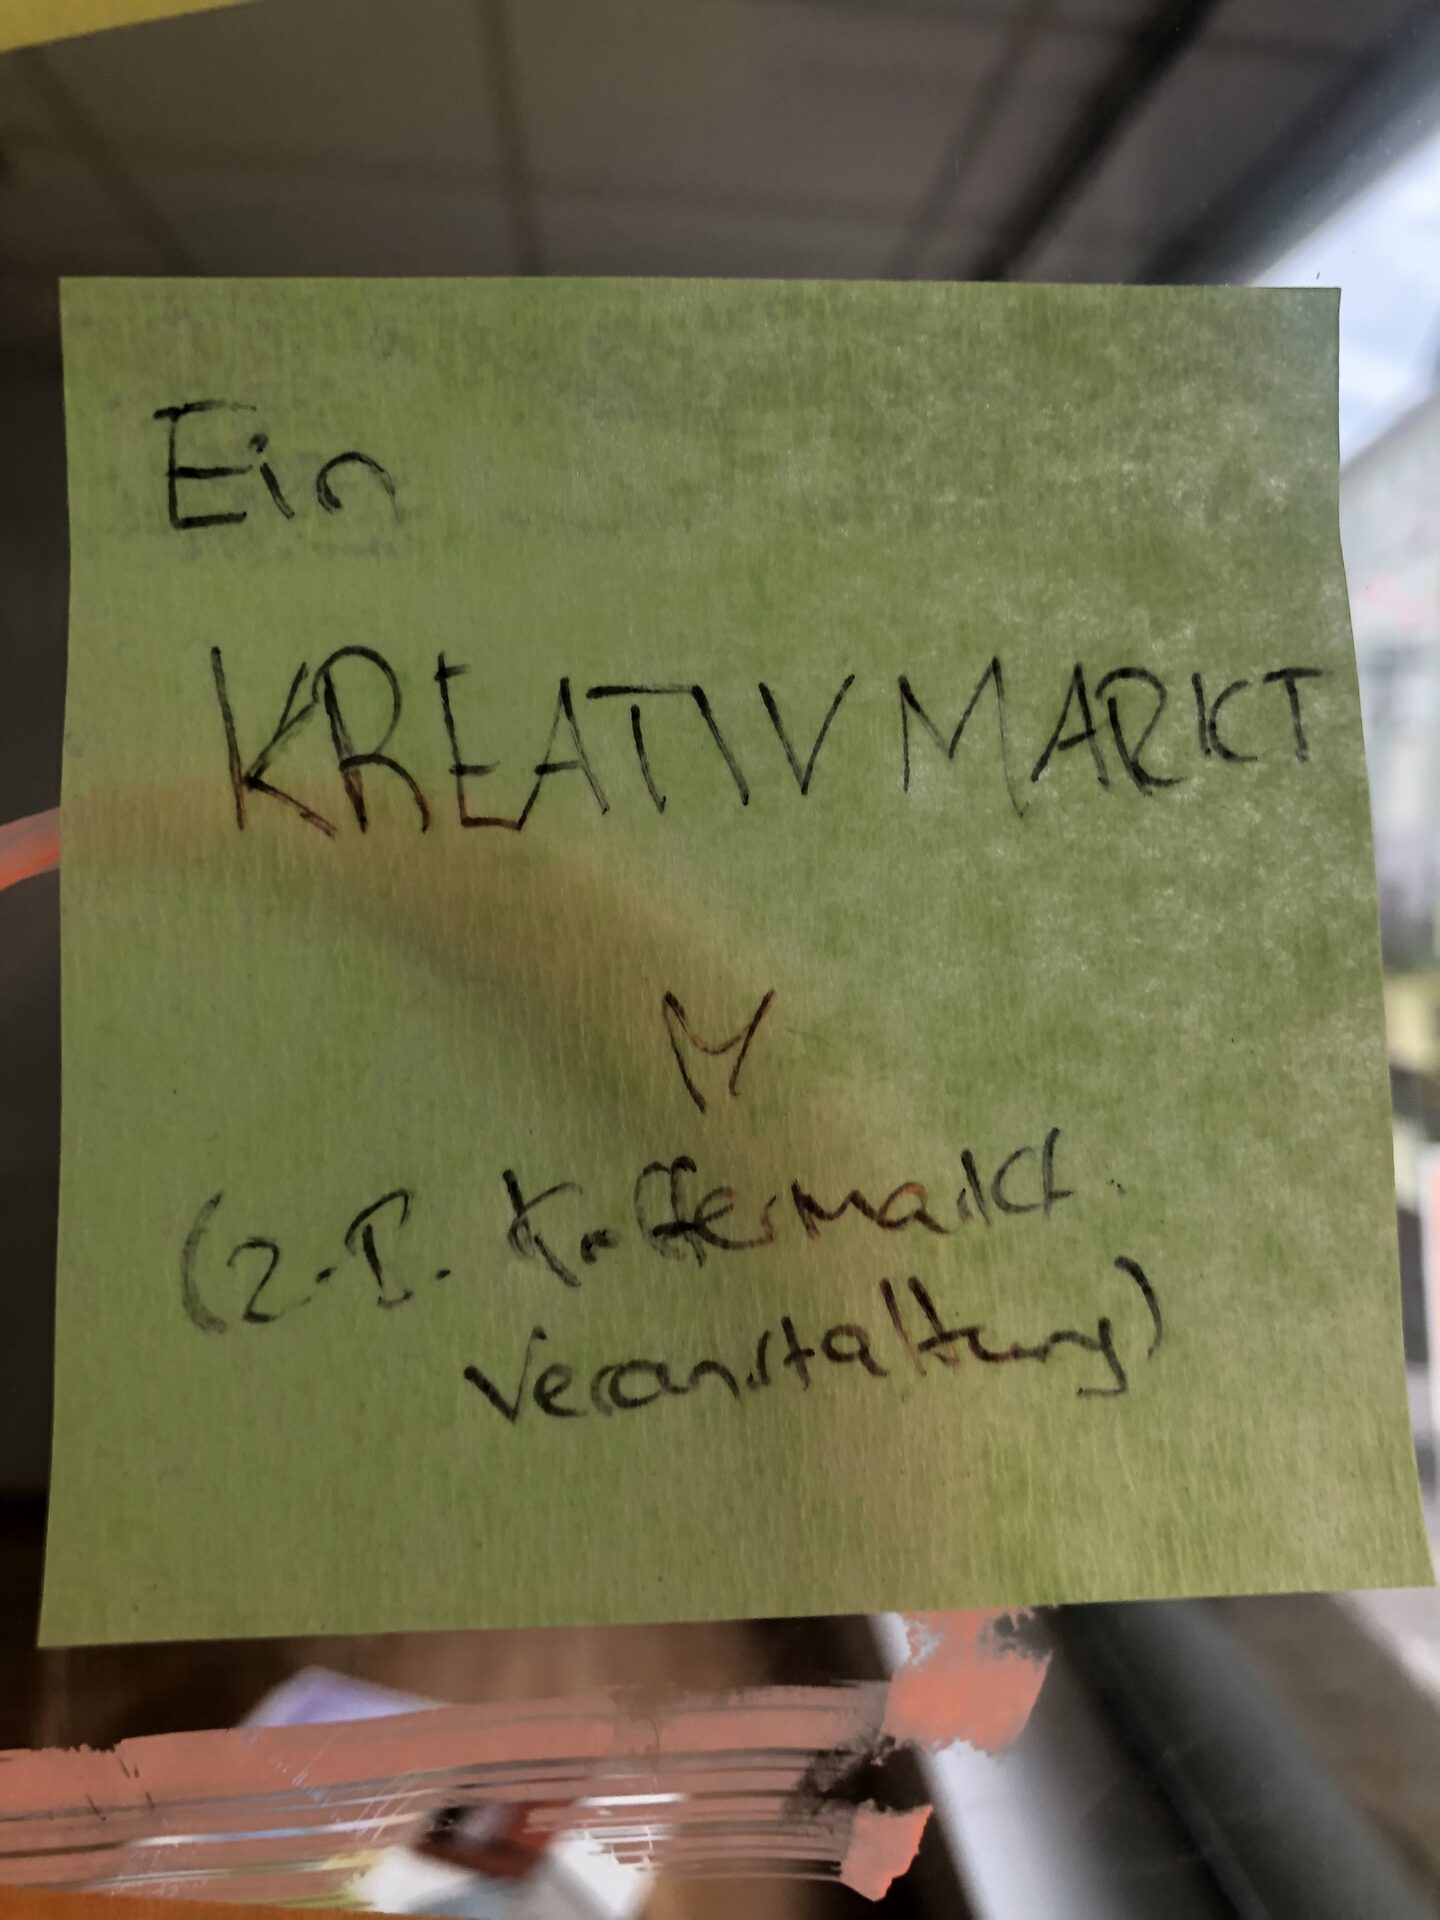 Ein
KREATIVMARKT
(z.B. Koffermarkt
Veranstaltung)